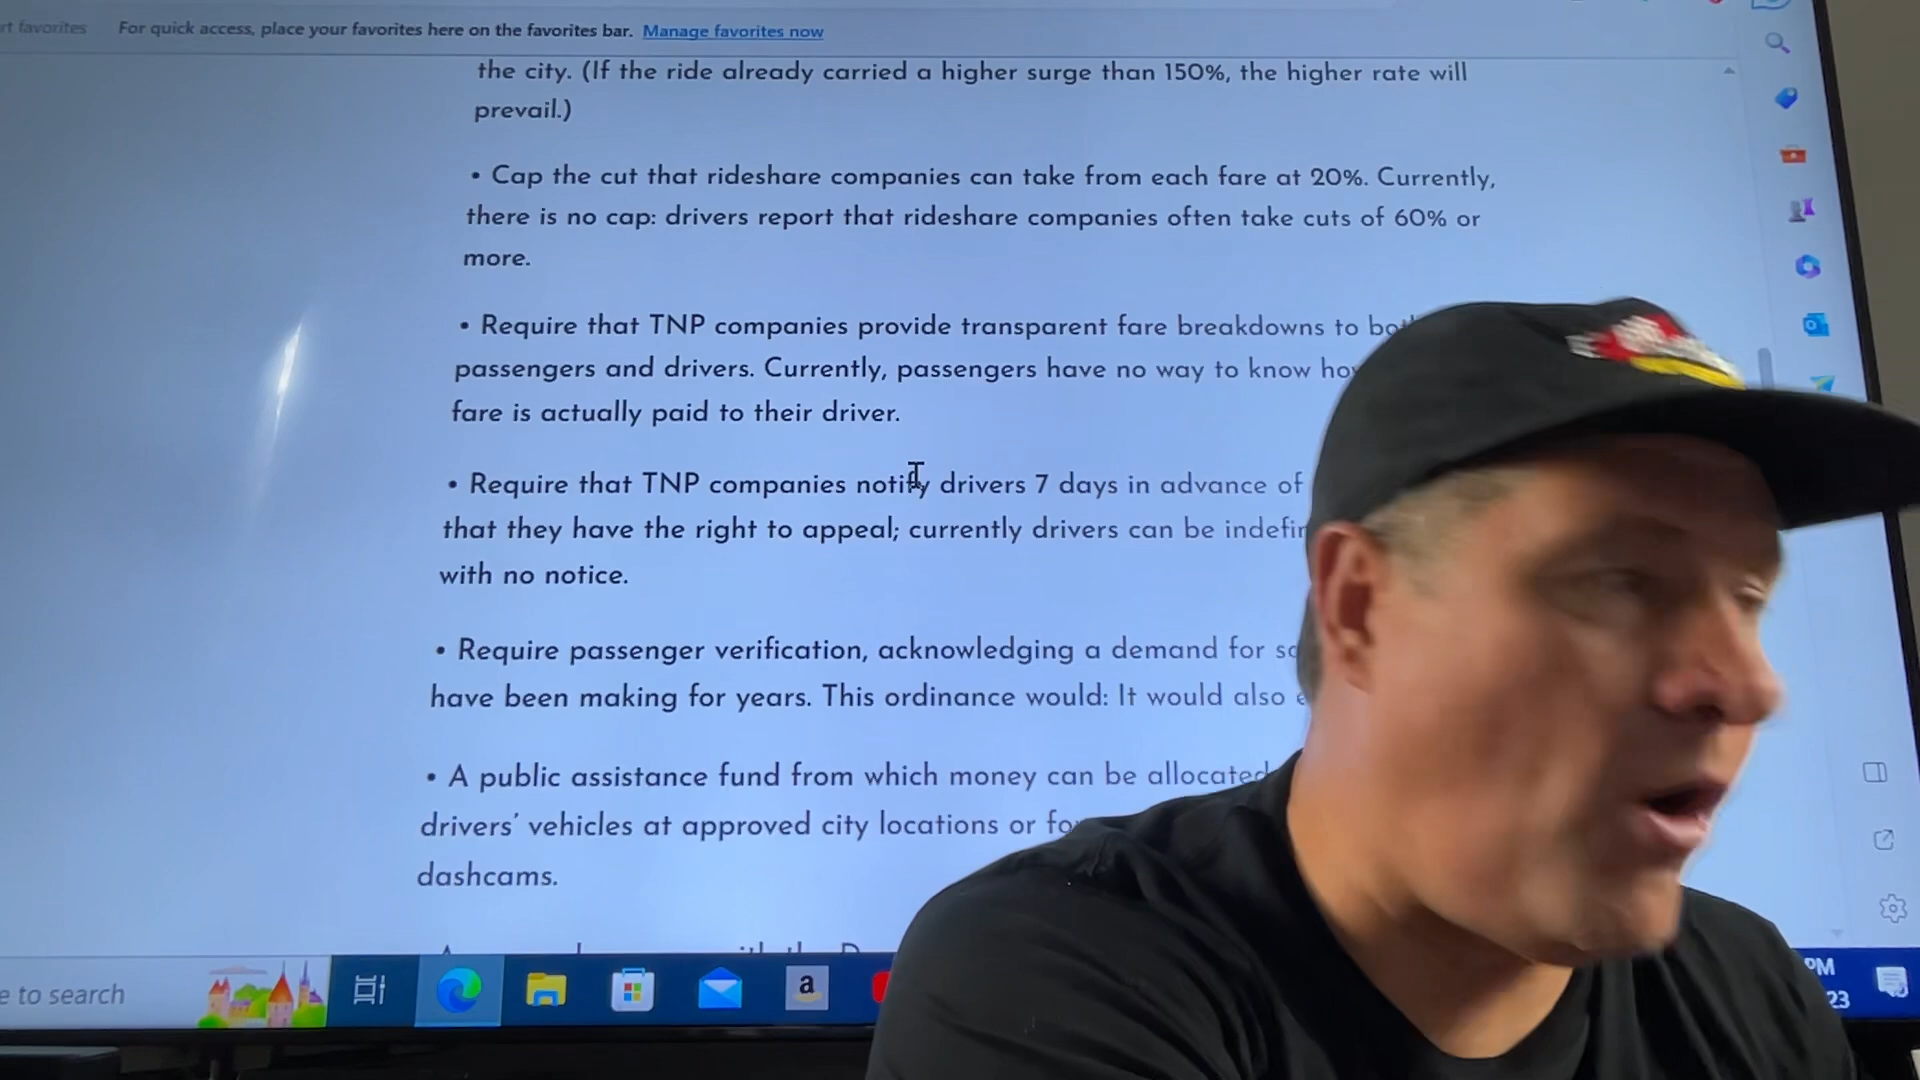 rt favorites For quick access, place your favorites here on the favorites bar. Manage favorites now
the city. (If the ride already carried a higher surge than 150%, the higher rate will
prevail.)
• Cap the cut that rideshare companies can take from each fare at 20%. Currently,
there is no cap: drivers report that rideshare companies often take cuts of 60% or
more.
• Require that TNP companies provide transparent fare breakdowns to
passengers and drivers. Currently, passengers have no way to know
fare is actually paid to their driver.
• Require that TNP companies notify drivers 7 days in advance of
that they have the right to appeal; currently drivers can be
with no notice.
• Require passenger verification, acknowledging a demand for
have been making for years. This ordinance would: It would also
• A public assistance fund from which money can be allocated
drivers' vehicles at approved city locations or
dashcams.
e to search
a
PM
23